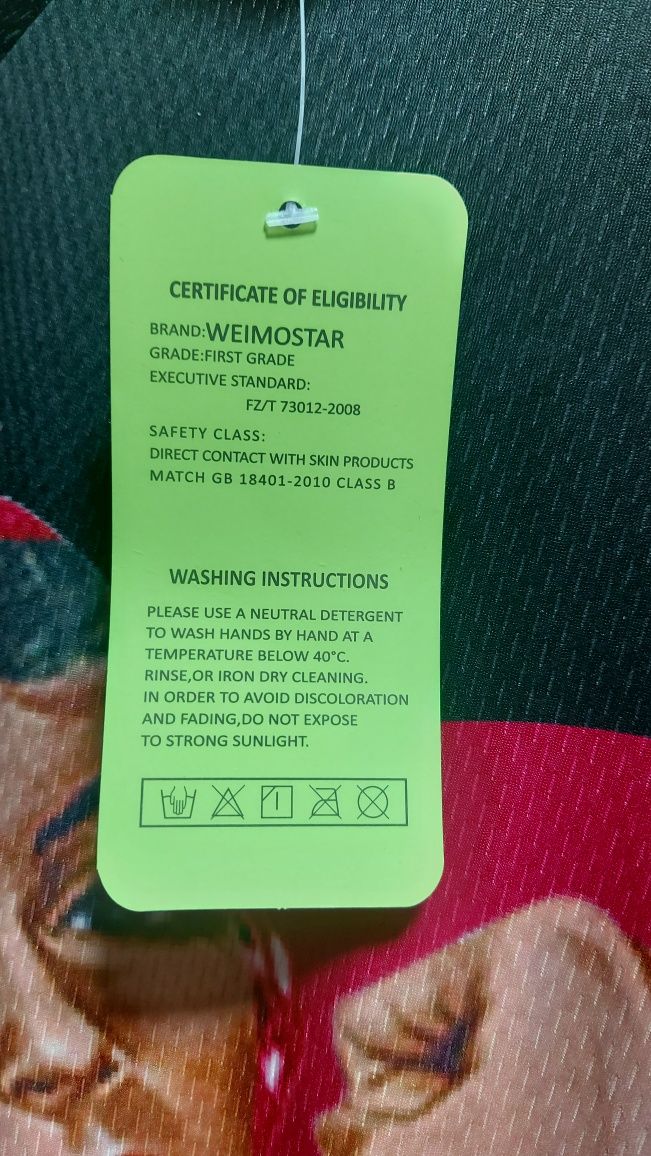 CERTIFICATE OF ELIGIBILITY
BRAND:WEIMOSTAR
GRADE:FIRST GRADE
EXECUTIVE STANDARD:
FZ/T 73012-2008
SAFETY CLASS:
DIRECT CONTACT WITH SKIN PRODUCTS
MATCH GB 18401-2010 CLASS B
WASHING INSTRUCTIONS
PLEASE USE A NEUTRAL DETERGENT
TO WASH HANDS BY HAND AT A
TEMPERATURE BELOW 40°C.
RINSE,OR IRON DRY CLEANING.
IN ORDER TO AVOID DISCOLORATION
AND FADING,DO NOT EXPOSE
TO STRONG SUNLIGHT.